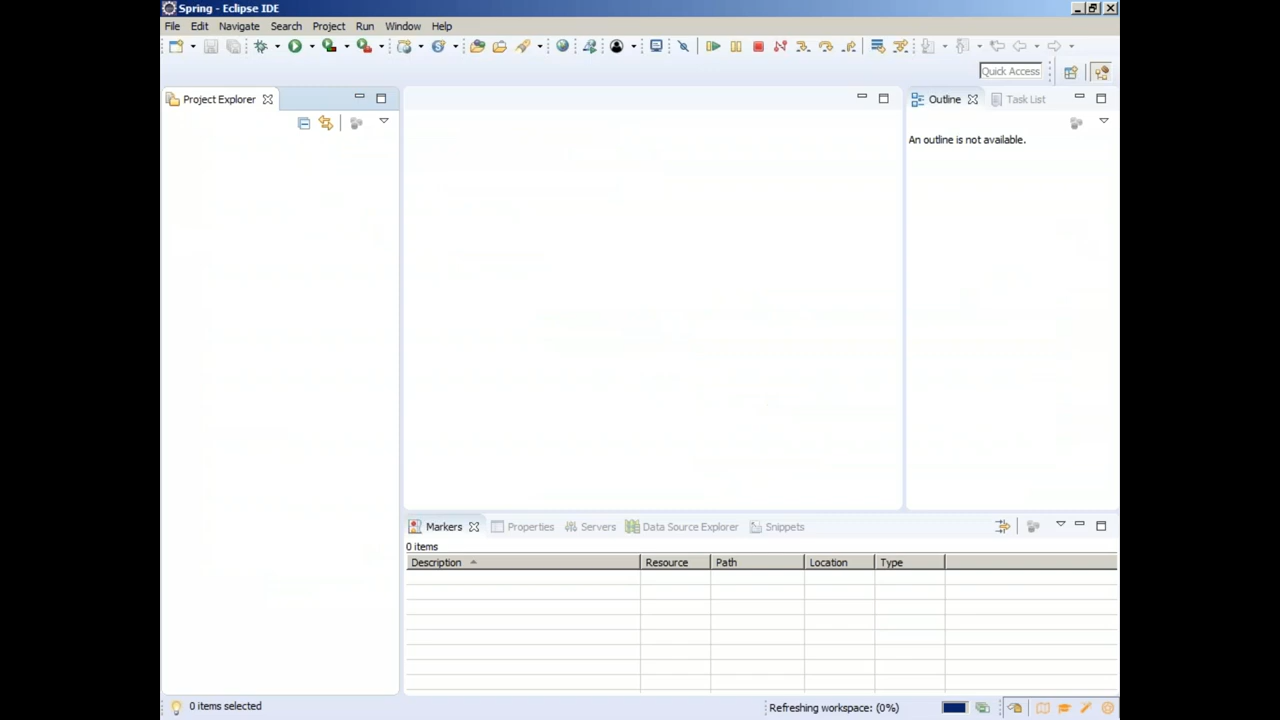 Spring - Eclipse IDE
File Edit Navigate Search Project Run Window Help
Quick Access
Project Explorer
Outline Task List
An outline is not available.
Markers Properties Servers Data Source Explorer Snippets
0 items
Description Resource Path Location Type
0 items selected
Refreshing workspace: (0%)